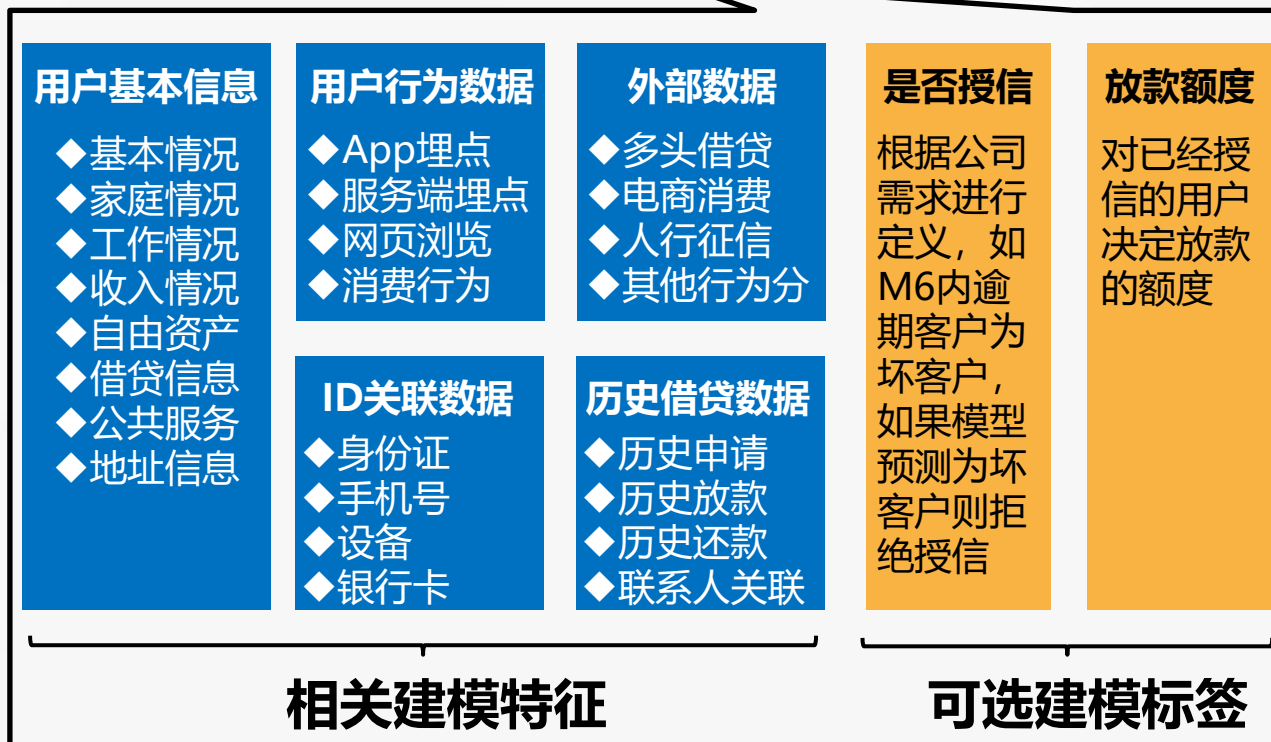 用户基本信息
◆基本情况
◆家庭情况
◆工作情况
◆收入情况
◆自由资产
◆借贷信息
◆公共服务
◆地址信息
用户行为数据
◆App埋点
◆服务端埋点
◆网页浏览
◆消费行为
外部数据
◆多头借贷
◆电商消费
◆人行征信
◆其他行为分
ID关联数据
◆身份证
◆手机号
◆设备
◆银行卡
历史借贷数据
◆历史申请
◆历史放款
◆历史还款
◆联系人关联
是否授信
根据公司
需求进行
定义，如
M6内逾
期客户为
坏客户，
如果模型
预测为坏
客户则拒
绝授信
放款额度
对已经授
信的用户
决定放款
的额度
相关建模特征
可选建模标签